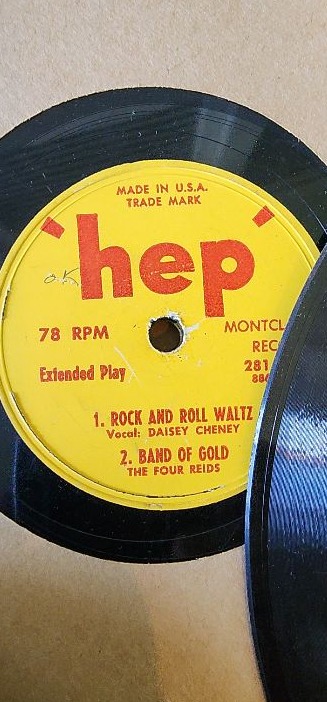 MADE IN U.S.A.
TRADE MARK
'hep'
O.K.
78 RPM
Extended Play
MONTCL
REC
281
886
1. ROCK AND ROLL WALTZ
Vocal: DAISEY CHENEY
2. BAND OF GOLD
THE FOUR REIDS